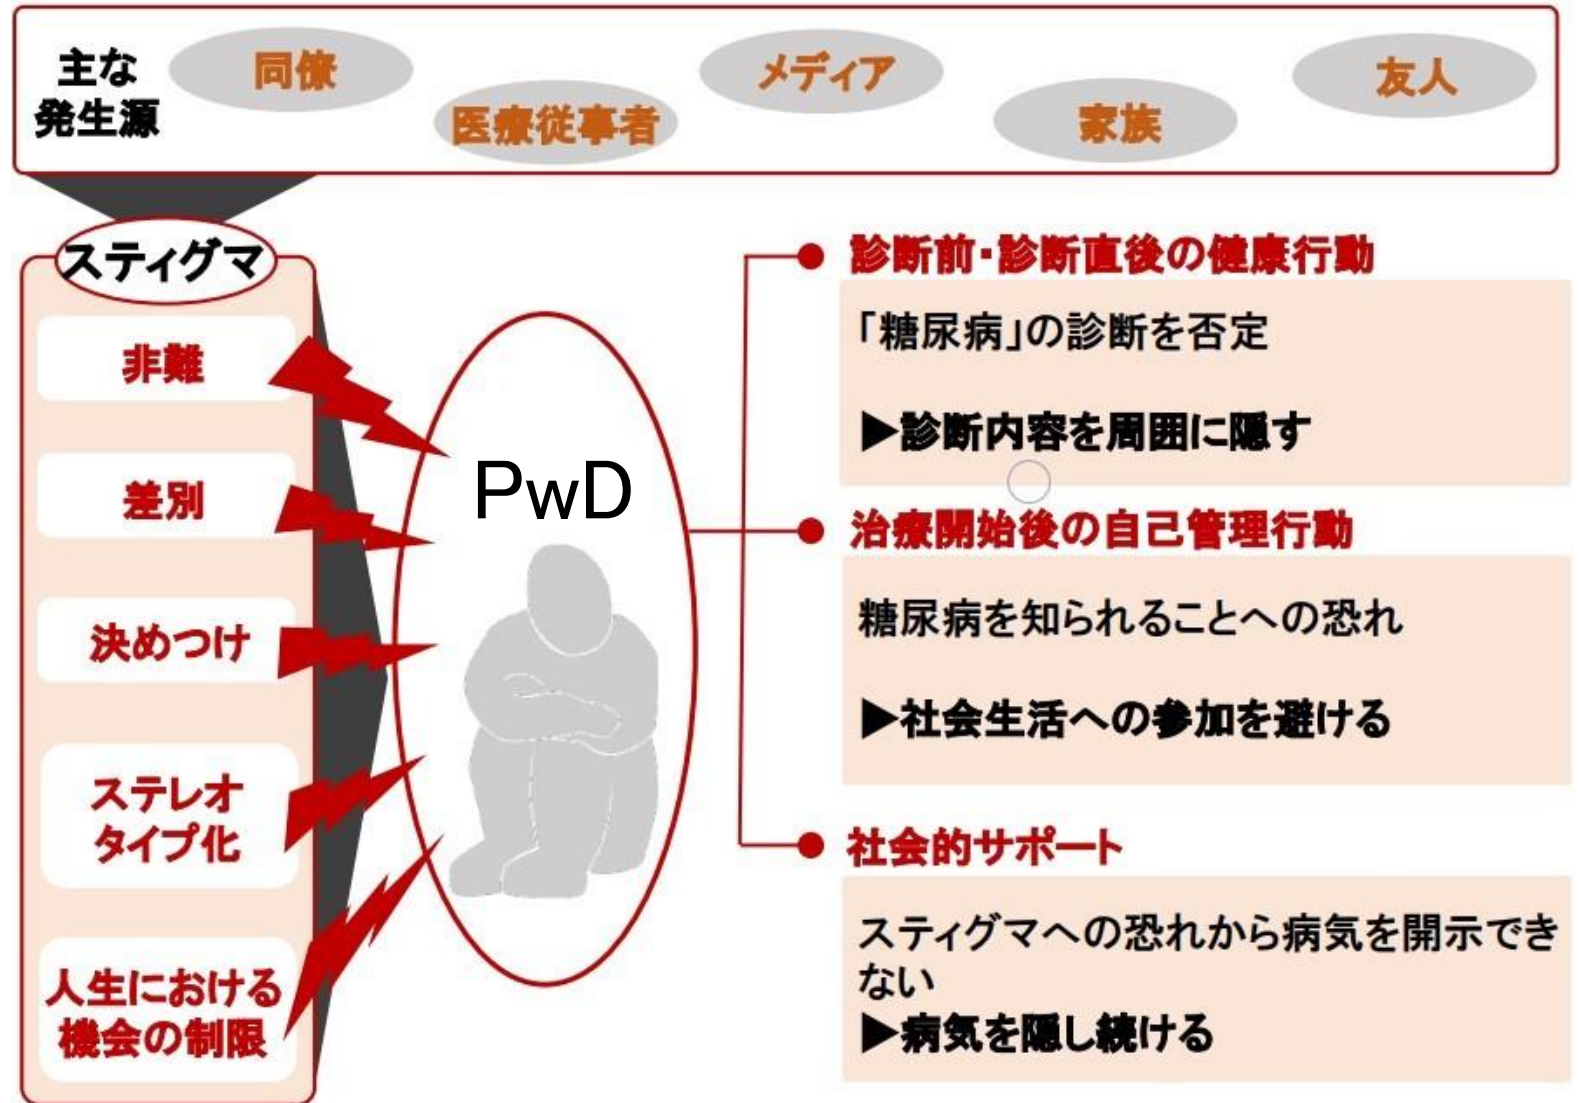 主な
発生源
同僚
医療従事者
メディア
家族
友人
スティグマ
非難
差別
決めつけ
ステレオ
タイプ化
人生における
機会の制限
PwD
診断前・診断直後の健康行動
「糖尿病」の診断を否定
▶診断内容を周囲に隠す
治療開始後の自己管理行動
糖尿病を知られることへの恐れ
▶社会生活への参加を避ける
社会的サポート
スティグマへの恐れから病気を開示でき
ない
▶病気を隠し続ける